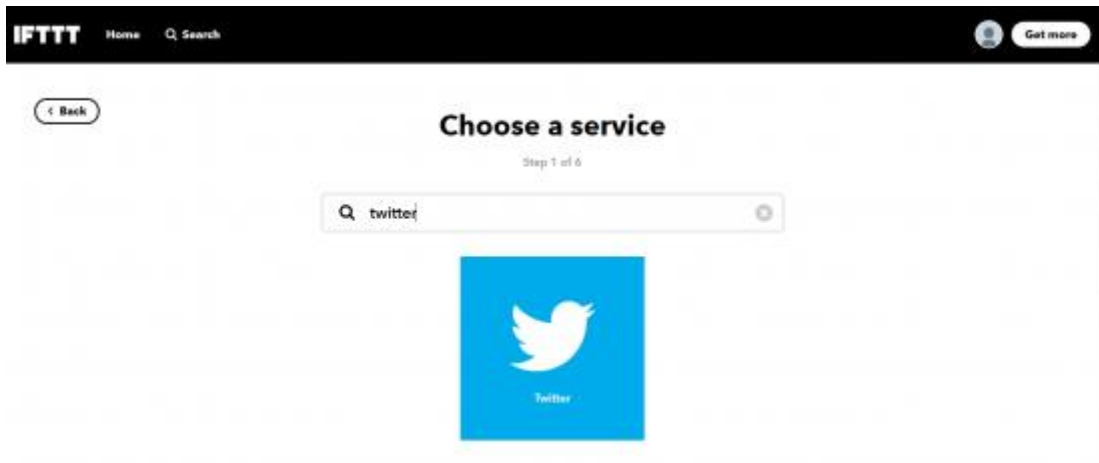 IFTTT Home Search Get more
< Back
Choose a service
Step 1 of 6
twitter
Twitter